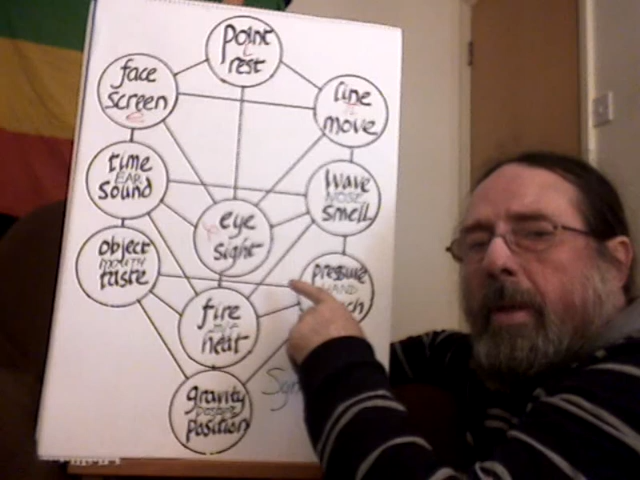 point
rest
face
screen
line
move
time
EAR
sound
wave
NOSE
smell
eye
sight
object
MOUTH
taste
pressure
HAND
fire
heat
gravity
position